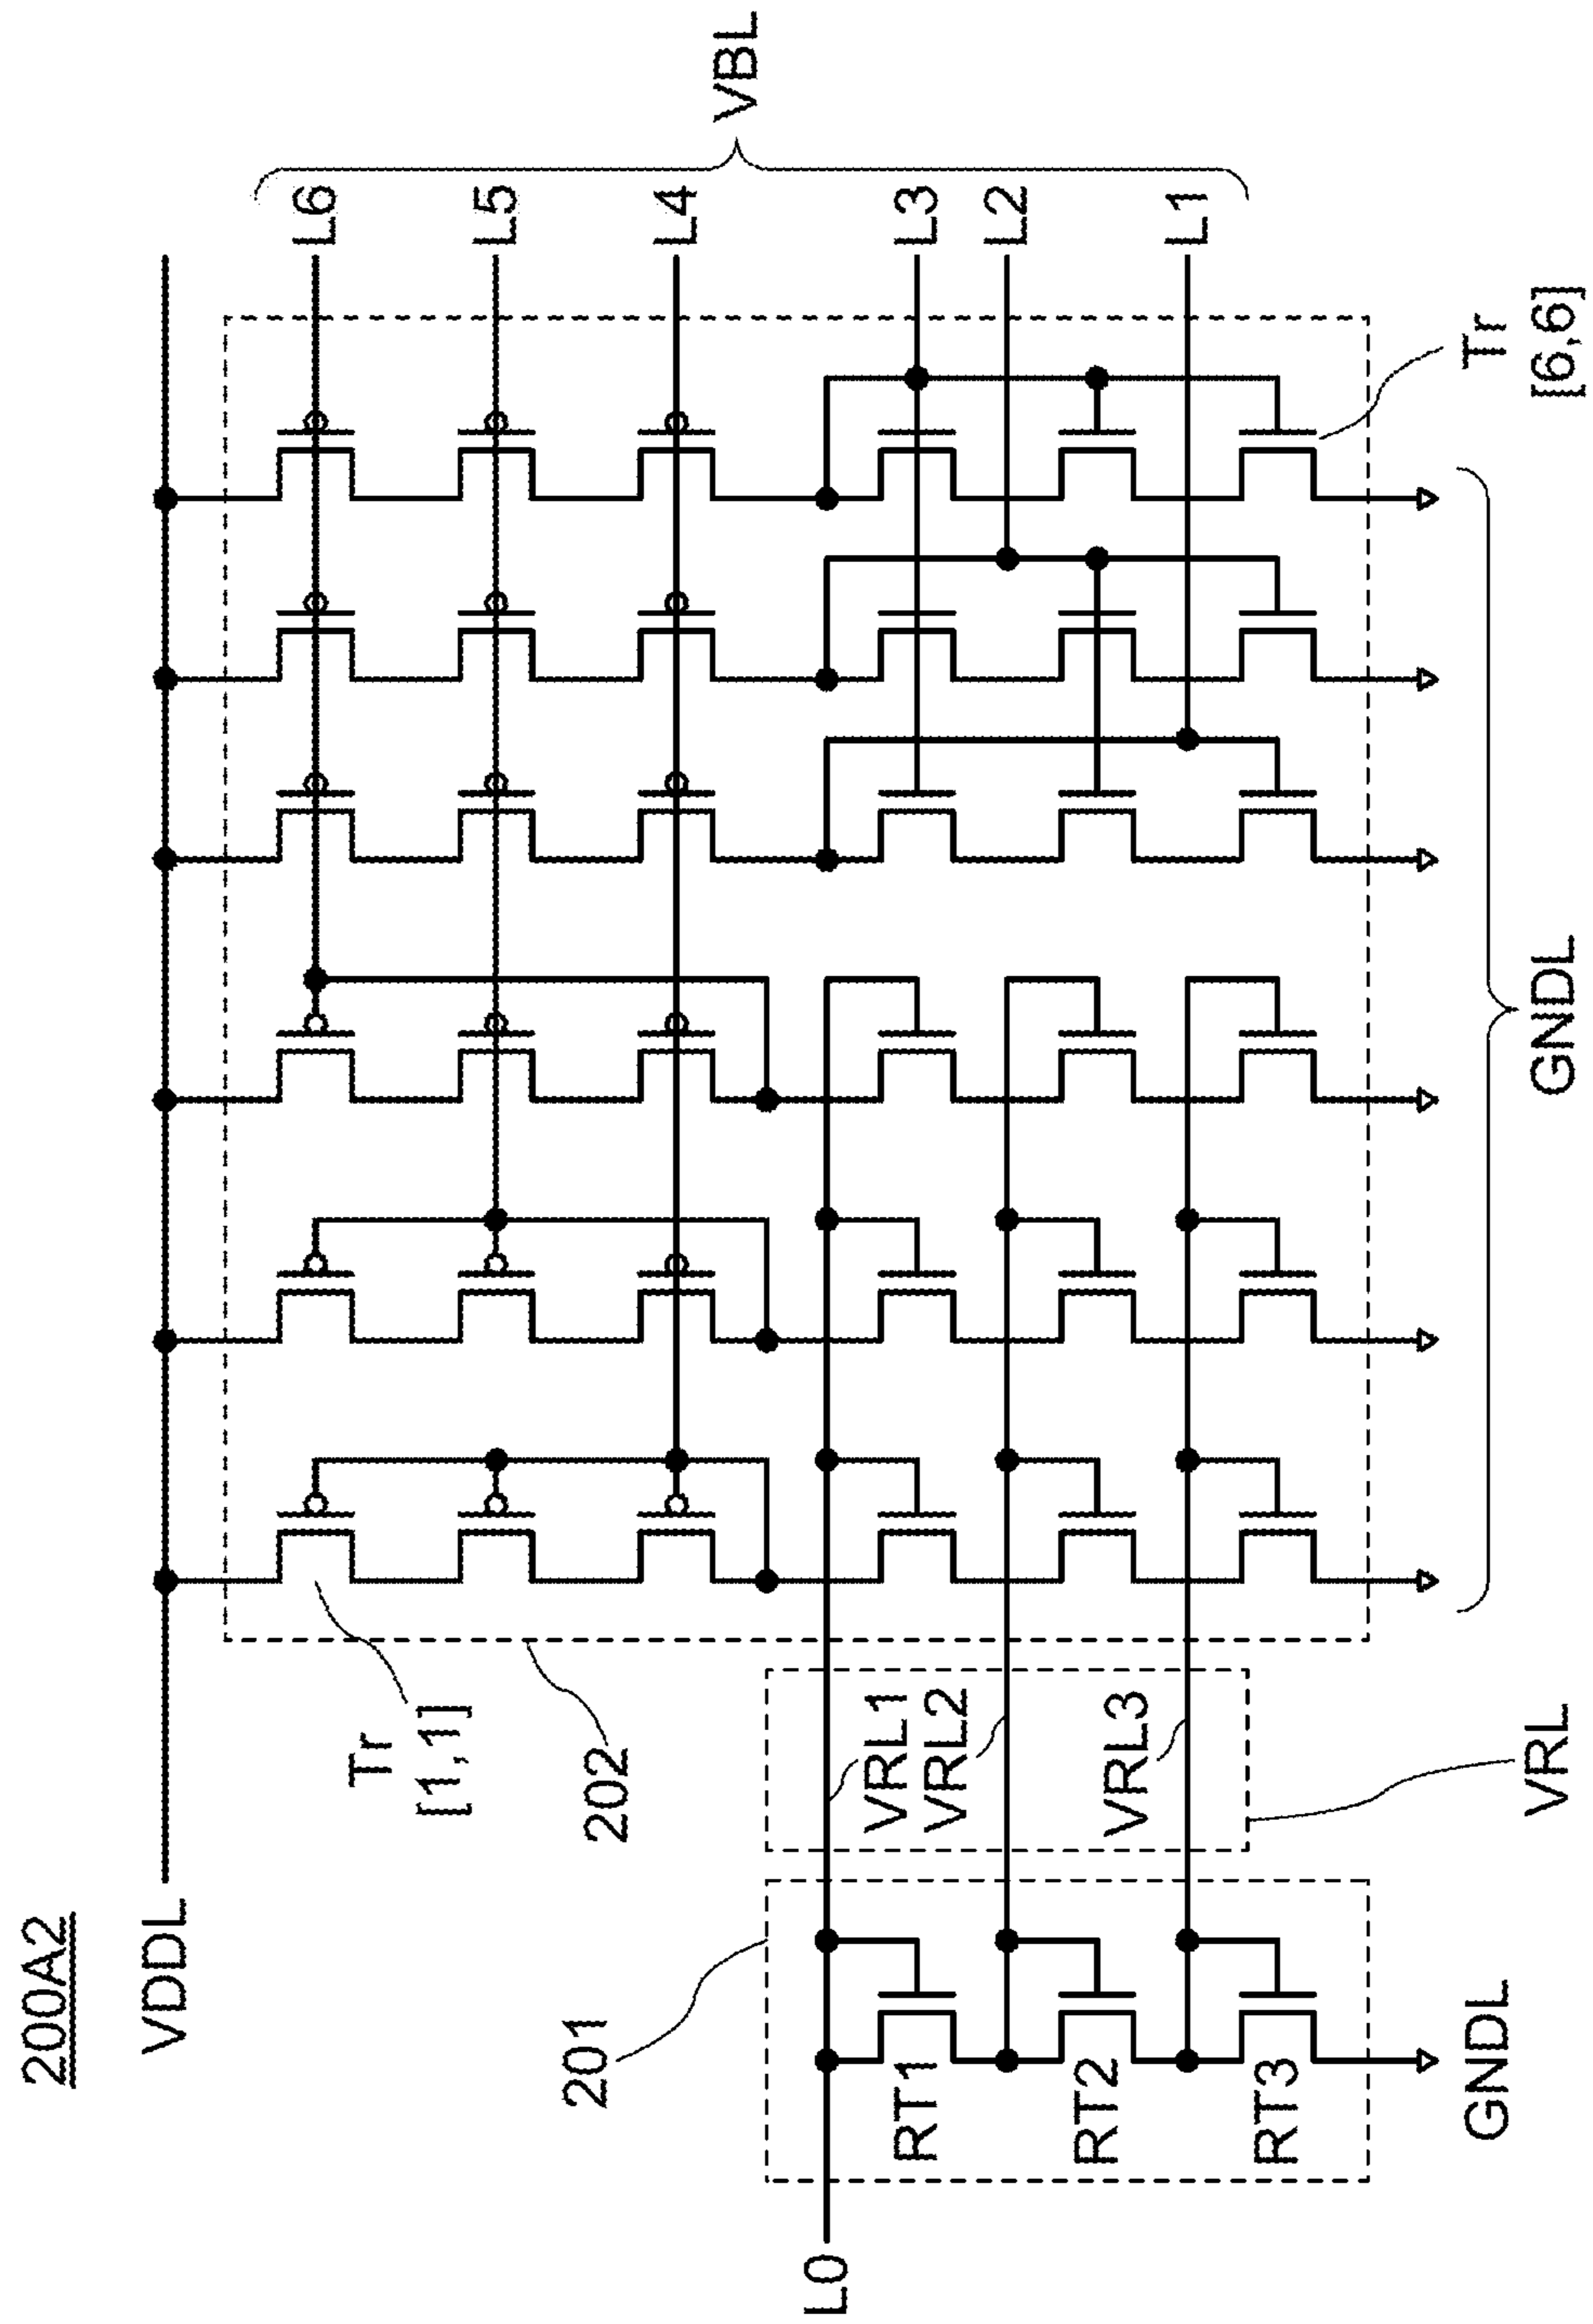 200A2
VDDL
L6
L5
L4
L3
L2
L1
VBL
Tr
[1,1]
202
201
VRL1
VRL2
VRL3
VRL
L0
RT1
RT2
RT3
GNDL
GNDL
Tr
[6,6]